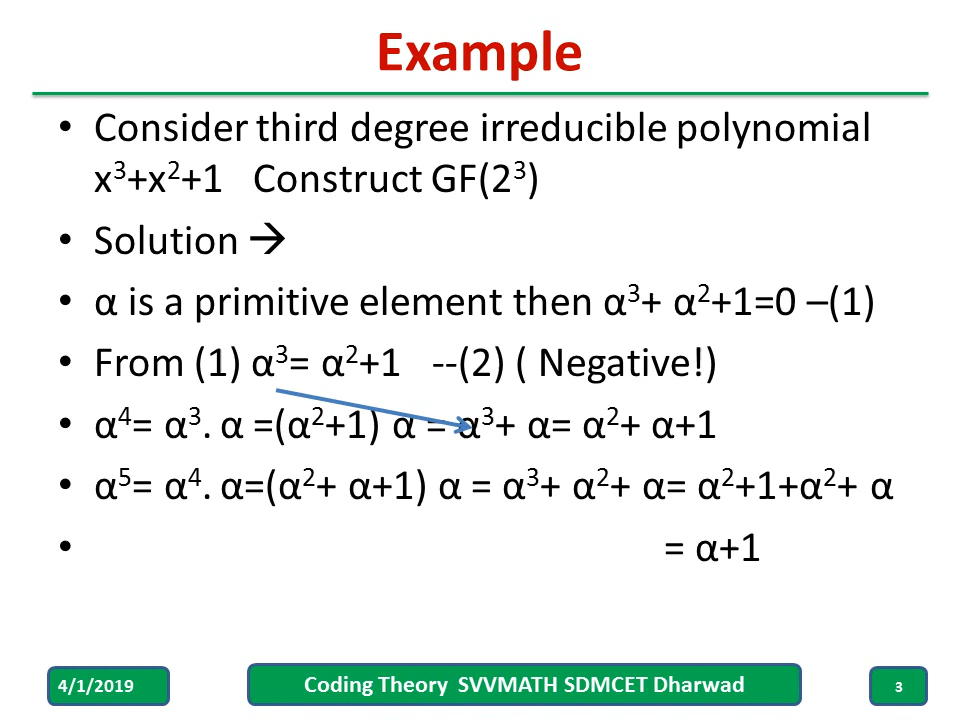 Example
• Consider third degree irreducible polynomial
x³+x²+1 Construct GF(2³)
• Solution →
• α is a primitive element then α³+ α²+1=0 –(1)
• From (1) α³= α²+1 --(2) ( Negative!)
• α⁴= α³. α =(α²+1) α = α³+ α= α²+ α+1
• α⁵= α⁴. α=(α²+ α+1) α = α³+ α²+ α= α²+1+α²+ α
• = α+1
4/1/2019
Coding Theory SVVMATH SDMCET Dharwad
3